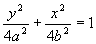 y²/4a² + x²/4b² = 1